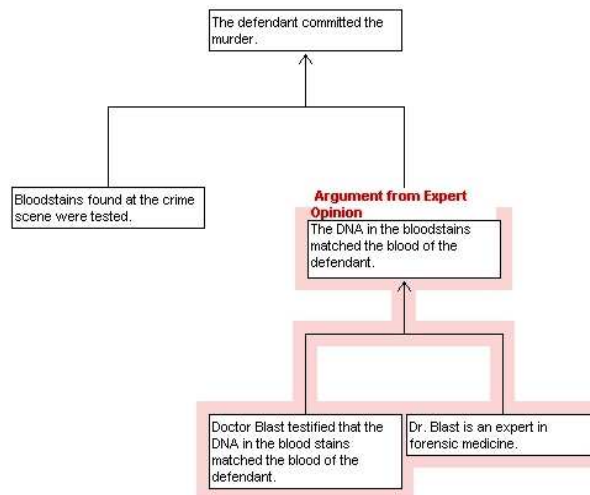 The defendant committed the
murder.
Bloodstains found at the crime
scene were tested.
Argument from Expert
Opinion
The DNA in the bloodstains
matched the blood of the
defendant.
Doctor Blast testified that the
DNA in the blood stains
matched the blood of the
defendant.
Dr. Blast is an expert in
forensic medicine.